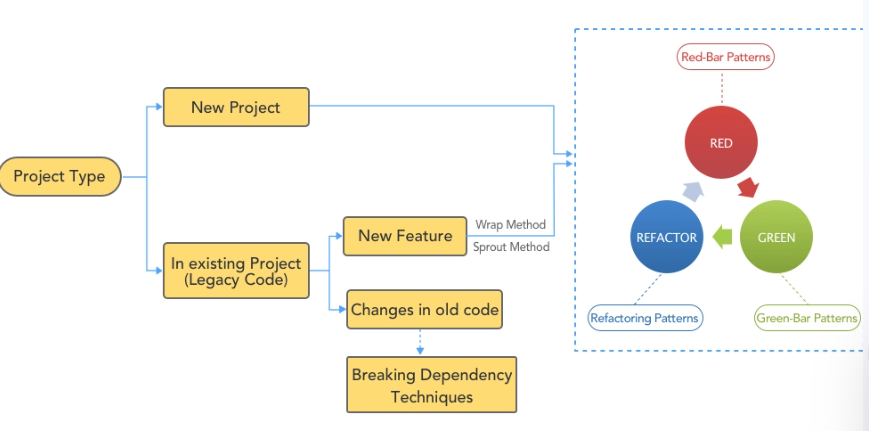 Project Type
New Project
In existing Project
(Legacy Code)
New Feature
Wrap Method
Sprout Method
Changes in old code
Breaking Dependency
Techniques
Red-Bar Patterns
RED
REFACTOR
GREEN
Refactoring Patterns
Green-Bar Patterns